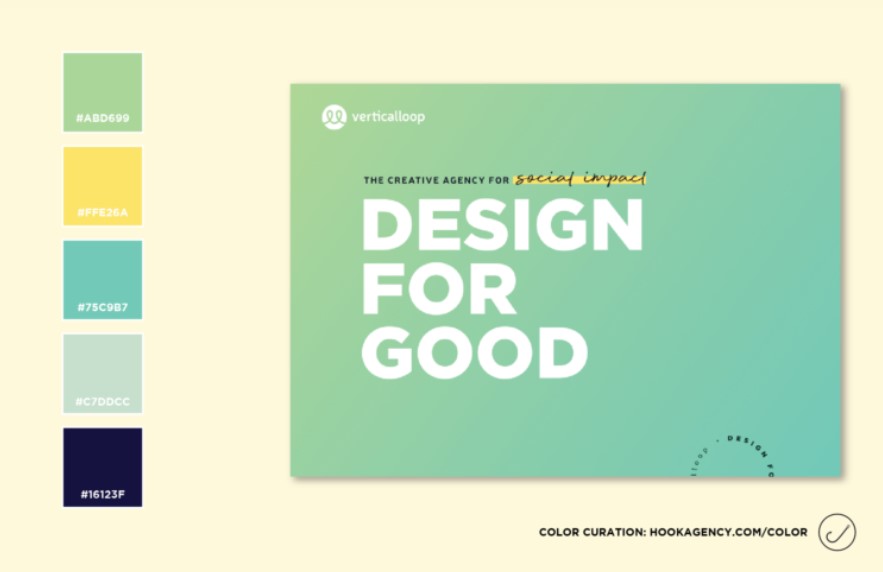 #ABD699
#FFE26A
#75C9B7
#C7DDCC
#16123F
verticalloop
THE CREATIVE AGENCY FOR social impact
DESIGN
FOR
GOOD
DESIGN
COLOR CURATION: HOOKAGENCY.COM/COLOR